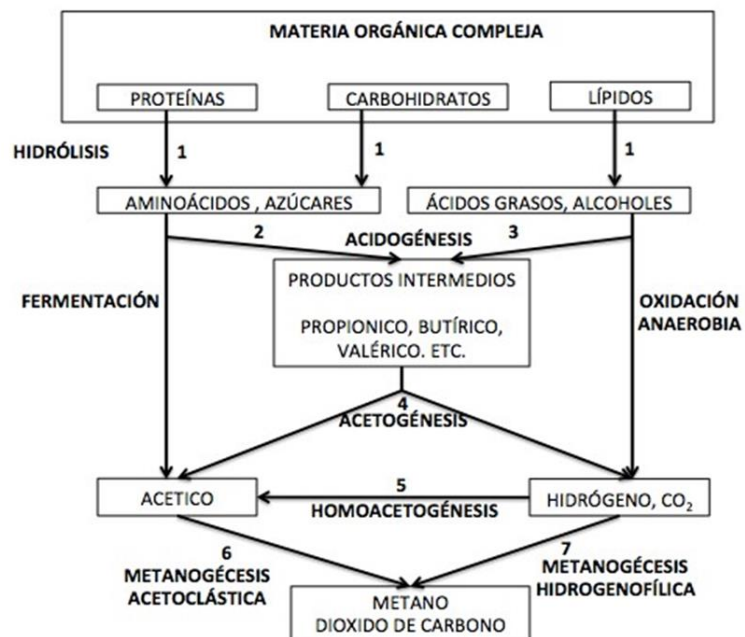 MATERIA ORGÁNICA COMPLEJA
PROTEÍNAS
CARBOHIDRATOS
LÍPIDOS
HIDRÓLISIS
1
1
1
AMINOÁCIDOS , AZÚCARES
ÁCIDOS GRASOS, ALCOHOLES
2
ACIDOGÉNESIS
3
FERMENTACIÓN
PRODUCTOS INTERMEDIOS
PROPIONICO, BUTÍRICO,
VALÉRICO. ETC.
OXIDACIÓN
ANAEROBIA
4
ACETOGÉNESIS
ACETICO
5
HOMOACETOGÉNESIS
HIDRÓGENO, CO₂
6
METANOGÉCESIS
ACETOCLÁSTICA
7
METANOGÉCESIS
HIDROGENOFÍLICA
METANO
DIOXIDO DE CARBONO